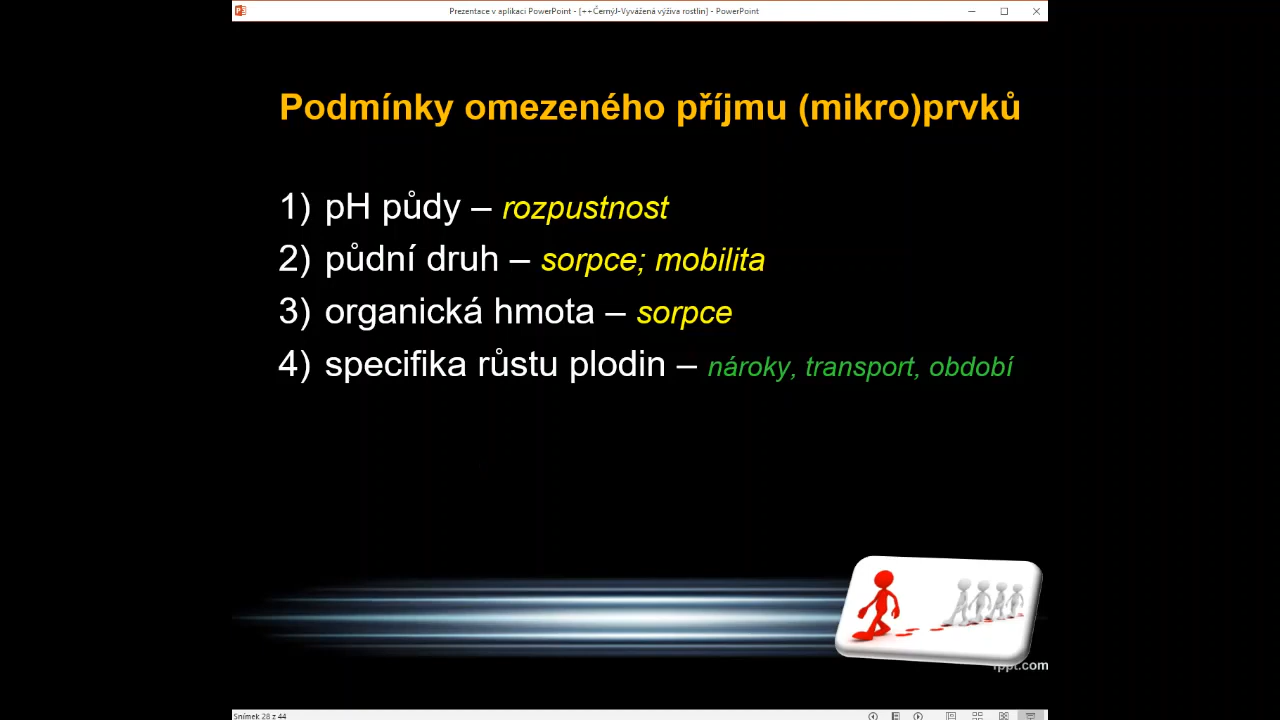 Prezentace v aplikaci PowerPoint - [++ČernýJ-Vyvážená výživa rostlin] - PowerPoint
Podmínky omezeného příjmu (mikro)prvků
1) pH půdy – rozpustnost
2) půdní druh – sorpce; mobilita
3) organická hmota – sorpce
4) specifika růstu plodin – nároky, transport, období
fppt.com
Snímek 28 z 44